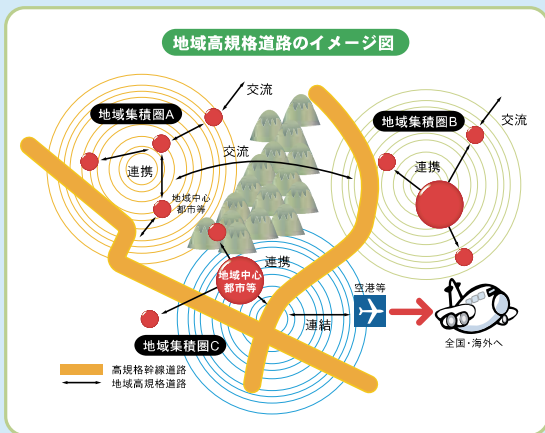 地域高規格道路のイメージ図
交流
地域集積圏A
地域集積圏B
交流
交流
連携
連携
地域中心
都市等
連携
地域中心
都市等
空港等
連結
地域集積圏C
全国・海外へ
高規格幹線道路
地域高規格道路